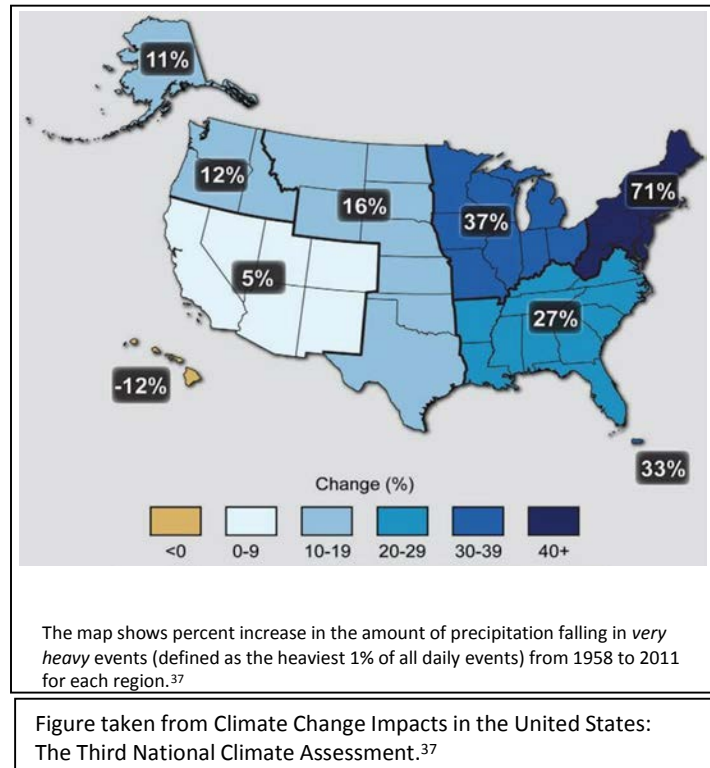 11%
12%
16%
37%
71%
5%
27%
-12%
33%
Change (%)
<0
0-9
10-19
20-29
30-39
40+
The map shows percent increase in the amount of precipitation falling in very
heavy events (defined as the heaviest 1% of all daily events) from 1958 to 2011
for each region.37
Figure taken from Climate Change Impacts in the United States:
The Third National Climate Assessment.37